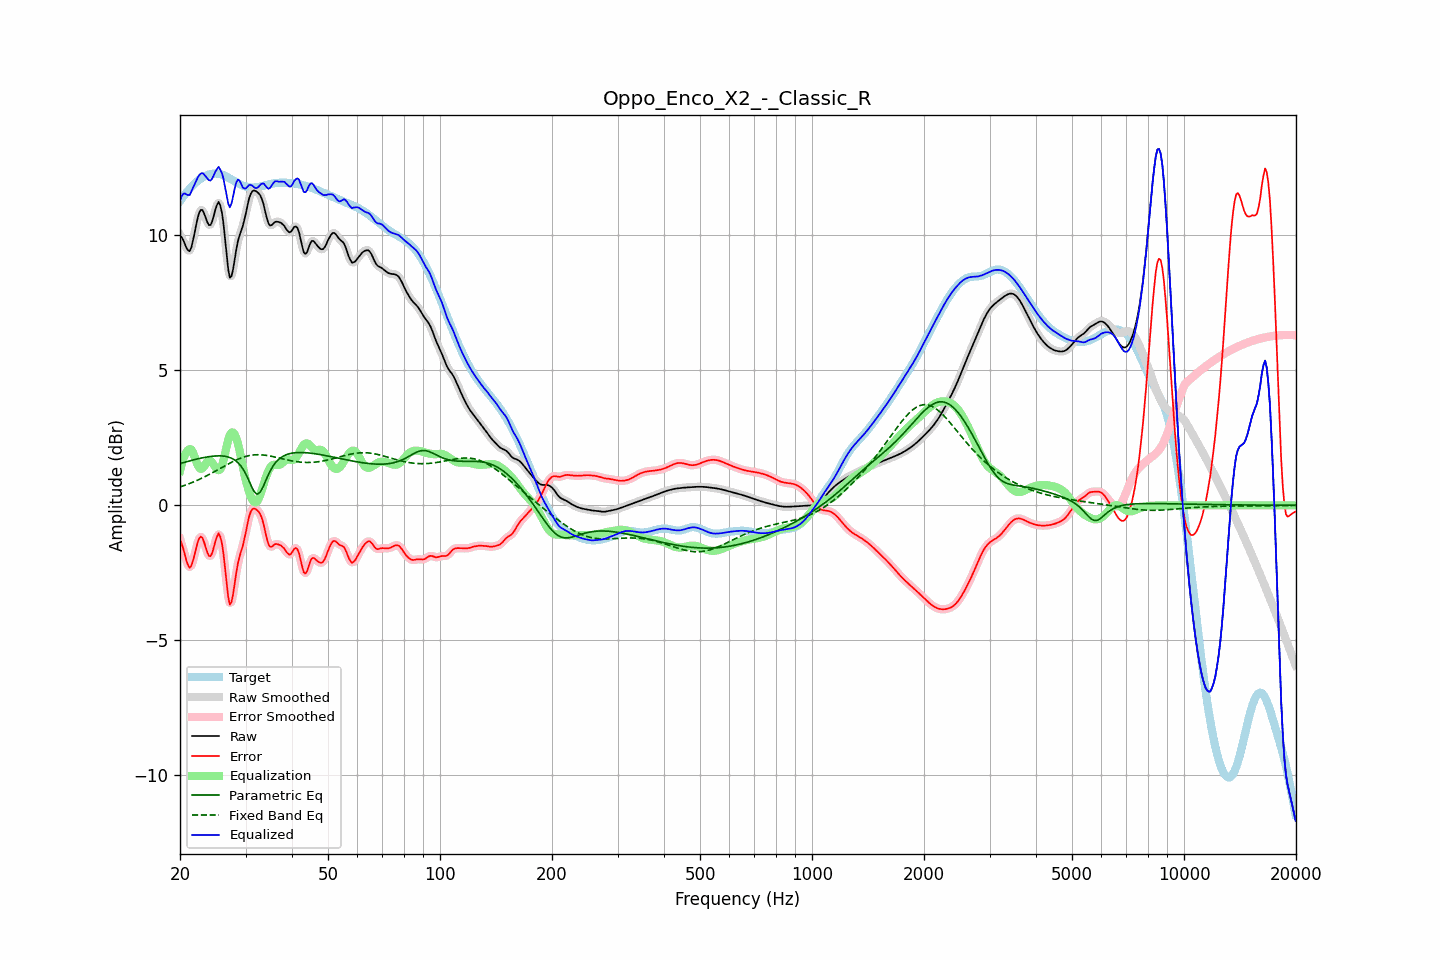 Oppo_Enco_X2_-_Classic_R
Amplitude (dBr)
10
5
0
−5
−10
Target
Raw Smoothed
Error Smoothed
Raw
Error
Equalization
Parametric Eq
Fixed Band Eq
Equalized
20 50 100 200 500 1000 2000 5000 10000 20000
Frequency (Hz)